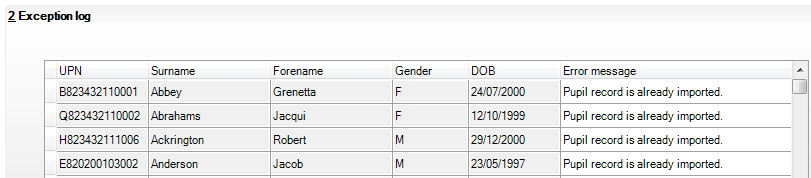 2 Exception log
UPN Surname Forename Gender DOB Error message
B823432110001 Abbey Grenetta F 24/07/2000 Pupil record is already imported.
Q823432110002 Abrahams Jacqui F 12/10/1999 Pupil record is already imported.
H823432111006 Ackrington Robert M 29/12/2000 Pupil record is already imported.
E820200103002 Anderson Jacob M 23/05/1997 Pupil record is already imported.